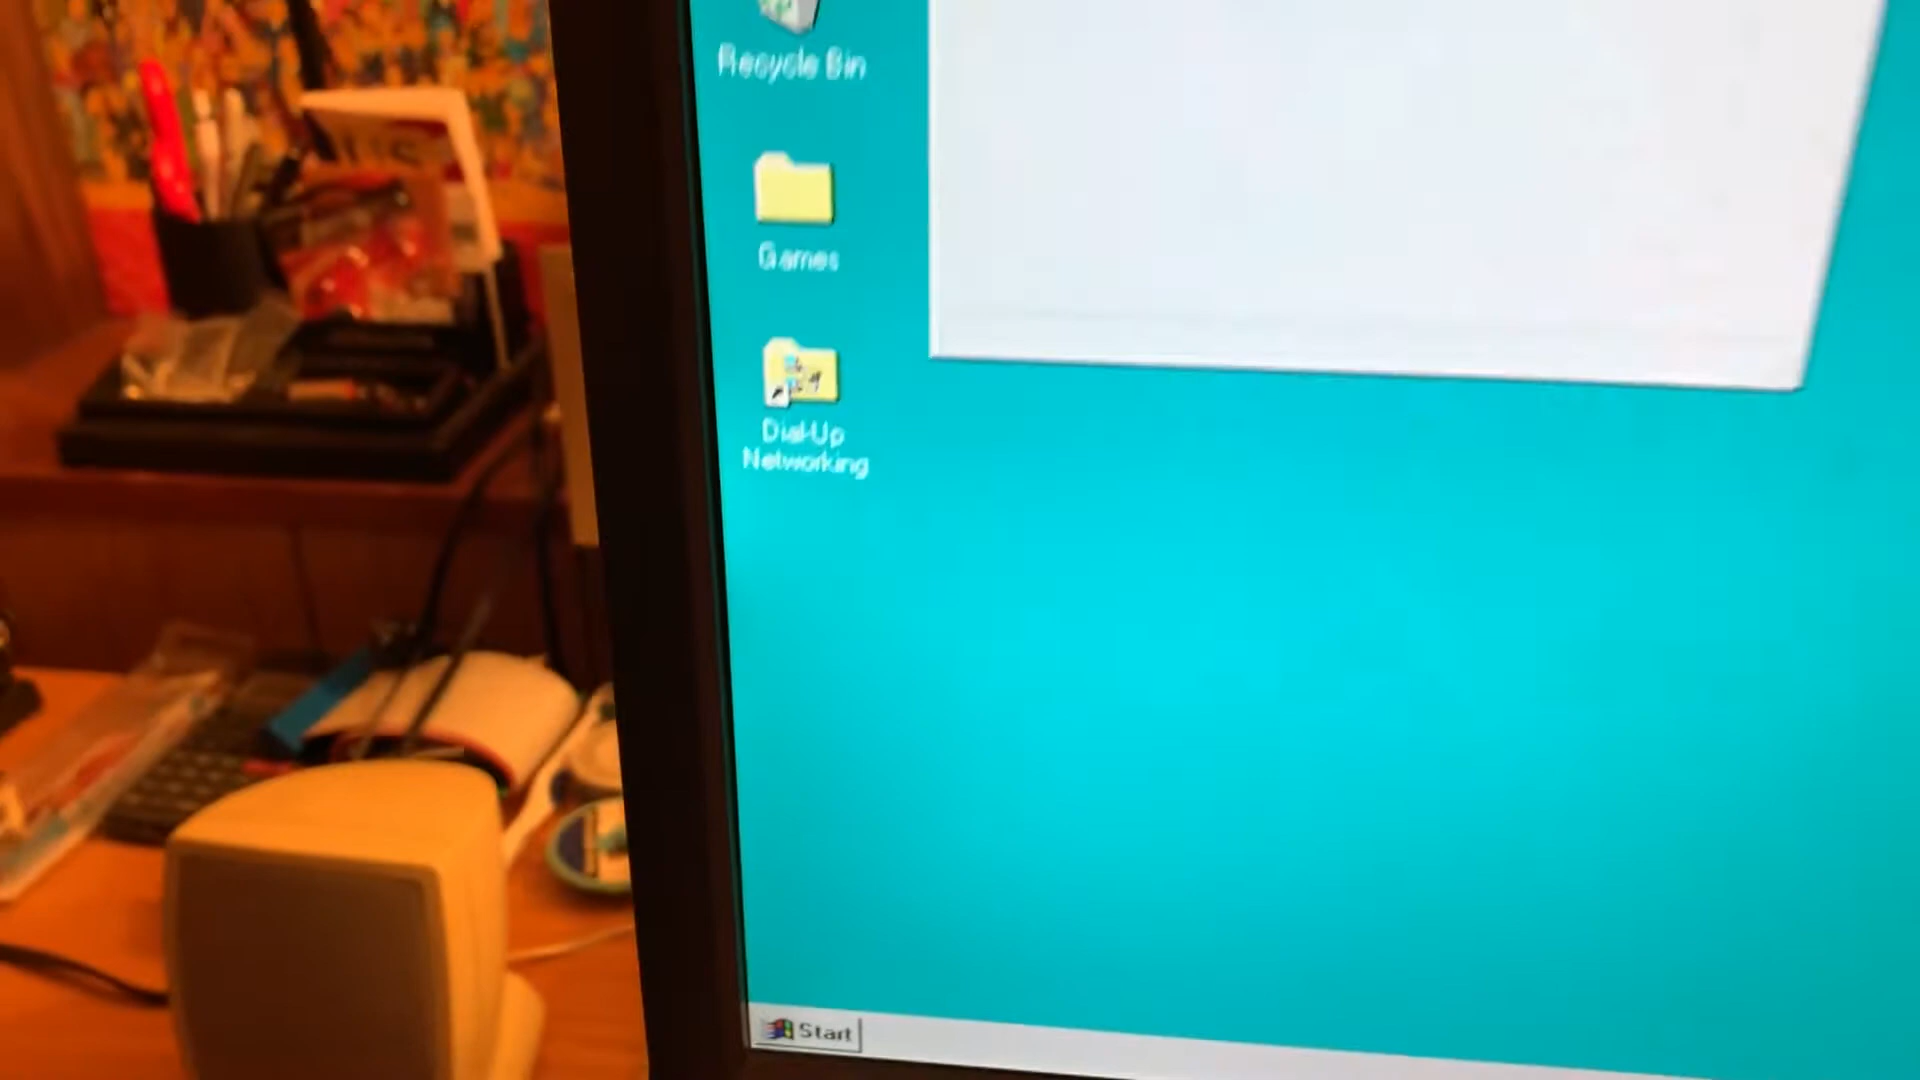 Recycle Bin
Games
Dial-Up
Networking
Start